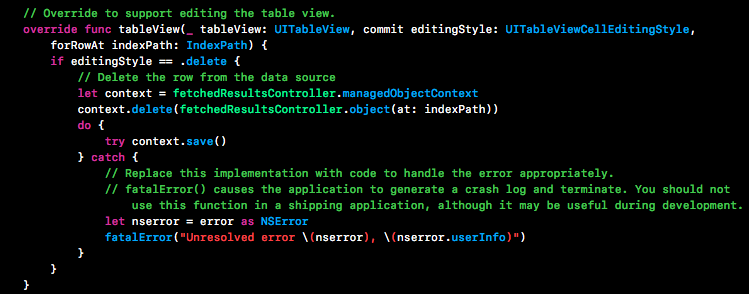 // Override to support editing the table view.
override func tableView(_ tableView: UITableView, commit editingStyle: UITableViewCellEditingStyle,
forRowAt indexPath: IndexPath) {
if editingStyle == .delete {
// Delete the row from the data source
let context = fetchedResultsController.managedObjectContext
context.delete(fetchedResultsController.object(at: indexPath))
do {
try context.save()
} catch {
// Replace this implementation with code to handle the error appropriately.
// fatalError() causes the application to generate a crash log and terminate. You should not
use this function in a shipping application, although it may be useful during development.
let nserror = error as NSError
fatalError("Unresolved error \(nserror), \(nserror.userInfo)")
}
}
}